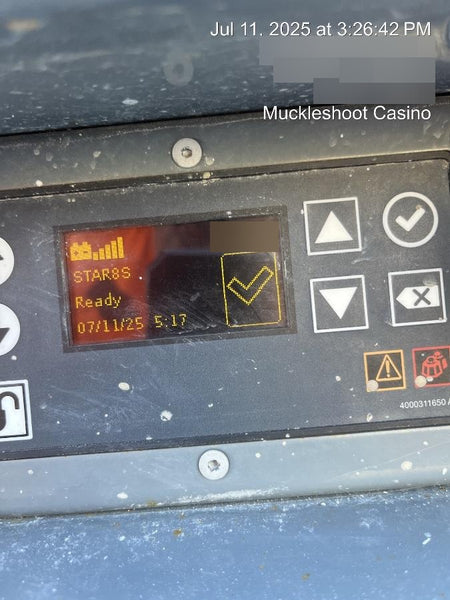 Jul 11. 2025 at 3:26:42 PM
Muckleshoot Casino
STAR8S
Ready
07/11/25 5:17
4000311650